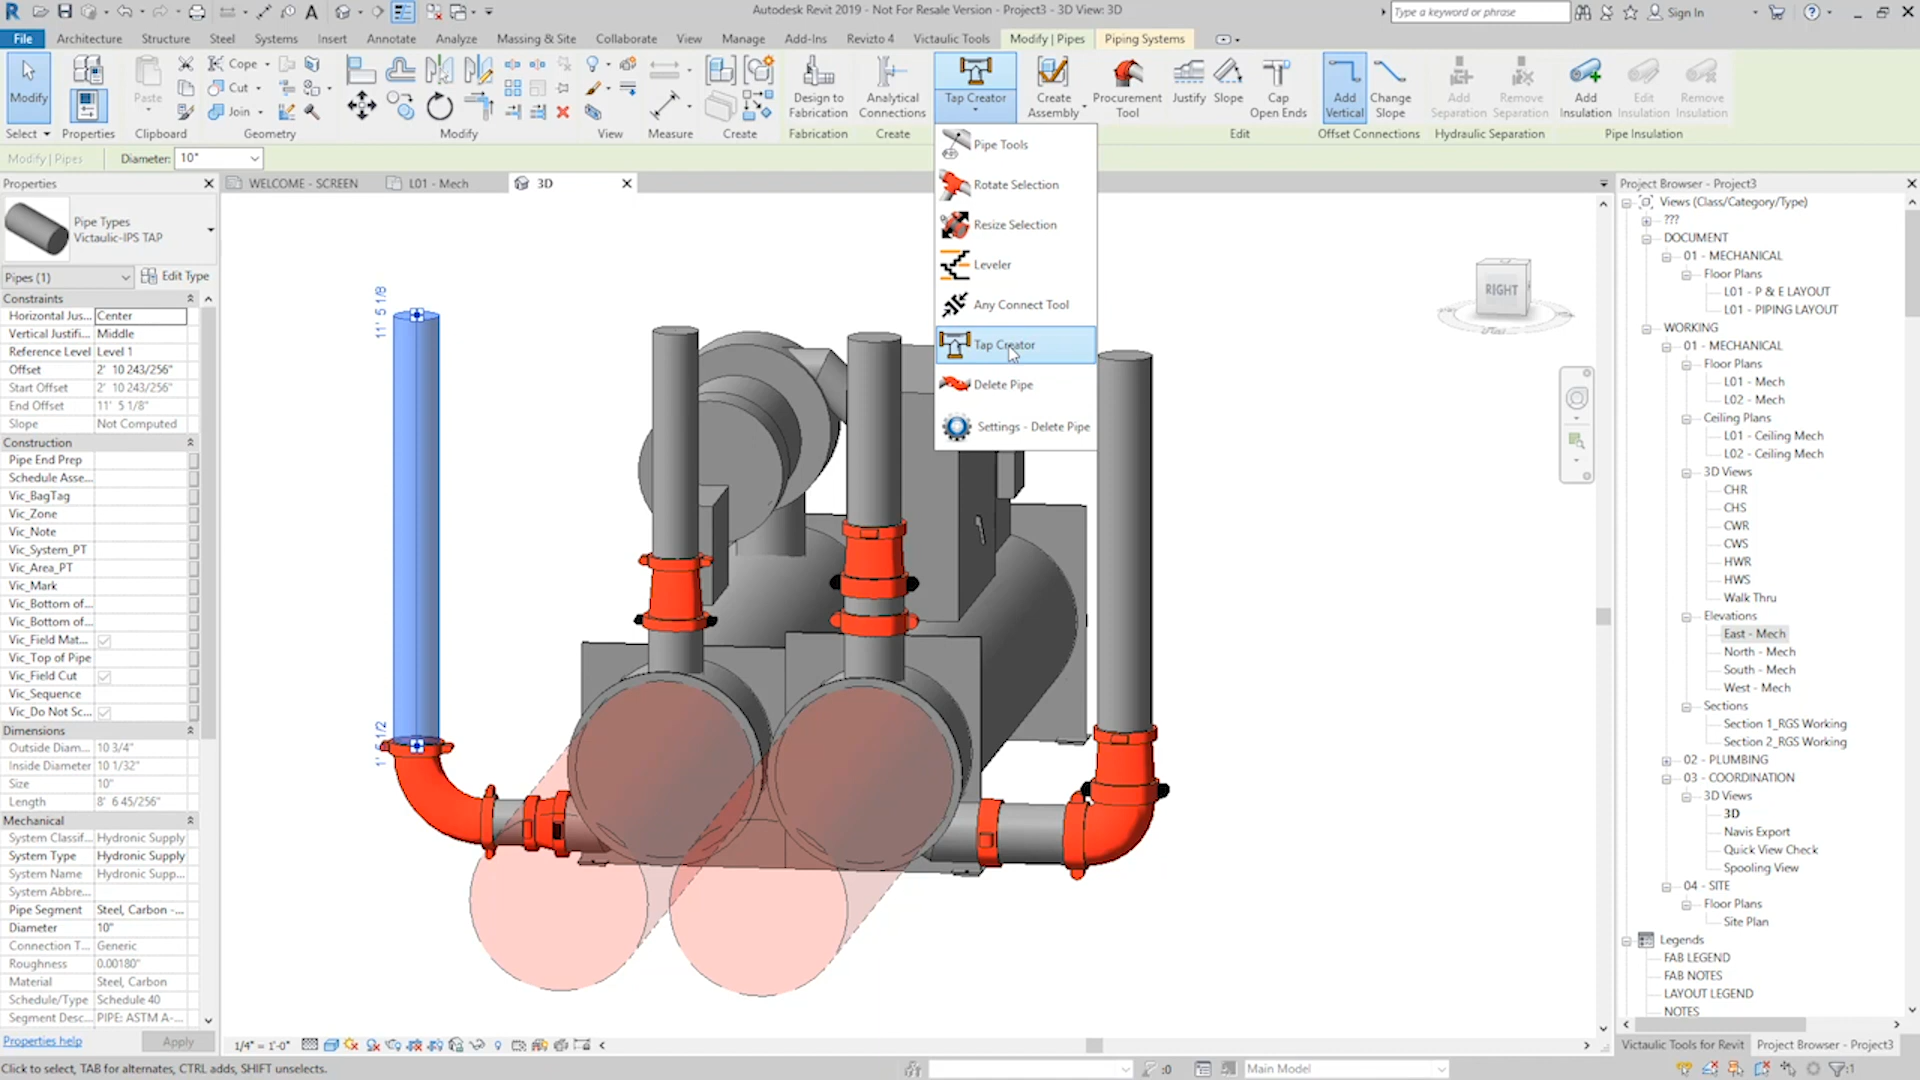 Autodesk Revit 2019 - Not For Resale Version - Project3 - 3D View: 3D
Type a keyword or phrase
Sign In
File
Architecture
Structure
Steel
Systems
Insert
Annotate
Analyze
Massing & Site
Collaborate
View
Manage
Add-Ins
Revizto 4
Victaulic Tools
Modify | Pipes
Piping Systems
Modify
Paste
Cope
Cut
Join
Design to Fabrication
Analytical Connections
Tap Creator
Create Assembly
Procurement Tool
Justify
Slope
Cap Open Ends
Add Vertical
Change Slope
Add Separation
Remove Separation
Add Insulation
Edit Insulation
Remove Insulation
Select
Properties
Clipboard
Geometry
Modify
View
Measure
Create
Fabrication
Create
Edit
Offset Connections
Hydraulic Separation
Pipe Insulation
Modify | Pipes
Diameter:
10"
Pipe Tools
Rotate Selection
Resize Selection
Leveler
Any Connect Tool
Tap Creator
Delete Pipe
Settings - Delete Pipe
Properties
WELCOME - SCREEN
L01 - Mech
3D
Pipe Types
Victaulic-IPS TAP
Pipes (1)
Edit Type
Constraints
Horizontal Jus... Center
Vertical Justifi... Middle
Reference Level Level 1
Offset 2' 10 243/256"
Start Offset 2' 10 243/256"
End Offset 11' 5 1/8"
Slope Not Computed
Construction
Pipe End Prep
Schedule Asse...
Vic_BagTag
Vic_Zone
Vic_Note
Vic_System_PT
Vic_Area_PT
Vic_Mark
Vic_Bottom of...
Vic_Bottom of...
Vic_Field Mat...
Vic_Top of Pipe
Vic_Field Cut
Vic_Sequence
Vic_Do Not Sc...
Dimensions
Outside Diam... 10 3/4"
Inside Diameter 10 1/32"
Size 10"
Length 8' 6 45/256"
Mechanical
System Classif... Hydronic Supply
System Type Hydronic Supply
System Name Hydronic Supp...
System Abbre...
Pipe Segment Steel, Carbon -...
Diameter 10"
Connection T... Generic
Roughness 0.00180"
Material Steel, Carbon
Schedule/Type Schedule 40
Segment Desc... PIPE: ASTM A-...
Properties help
Apply
11' 5 1/8
1' 6 1/2
RIGHT
Project Browser - Project3
Views (Class/Category/Type)
???
DOCUMENT
01 - MECHANICAL
Floor Plans
L01 - P & E LAYOUT
L01 - PIPING LAYOUT
WORKING
01 - MECHANICAL
Floor Plans
L01 - Mech
L02 - Mech
Ceiling Plans
L01 - Ceiling Mech
L02 - Ceiling Mech
3D Views
CHR
CHS
CWR
CWS
HWR
HWS
Walk Thru
Elevations
East - Mech
North - Mech
South - Mech
West - Mech
Sections
Section 1_RGS Working
Section 2_RGS Working
02 - PLUMBING
03 - COORDINATION
3D Views
3D
Navis Export
Quick View Check
Spooling View
04 - SITE
Floor Plans
Site Plan
Legends
FAB LEGEND
FAB NOTES
LAYOUT LEGEND
NOTES
Victaulic Tools for Revit
Project Browser - Project3
1/4" = 1'-0"
Click to select, TAB for alternates, CTRL adds, SHIFT unselects.
:0
Main Model
:1